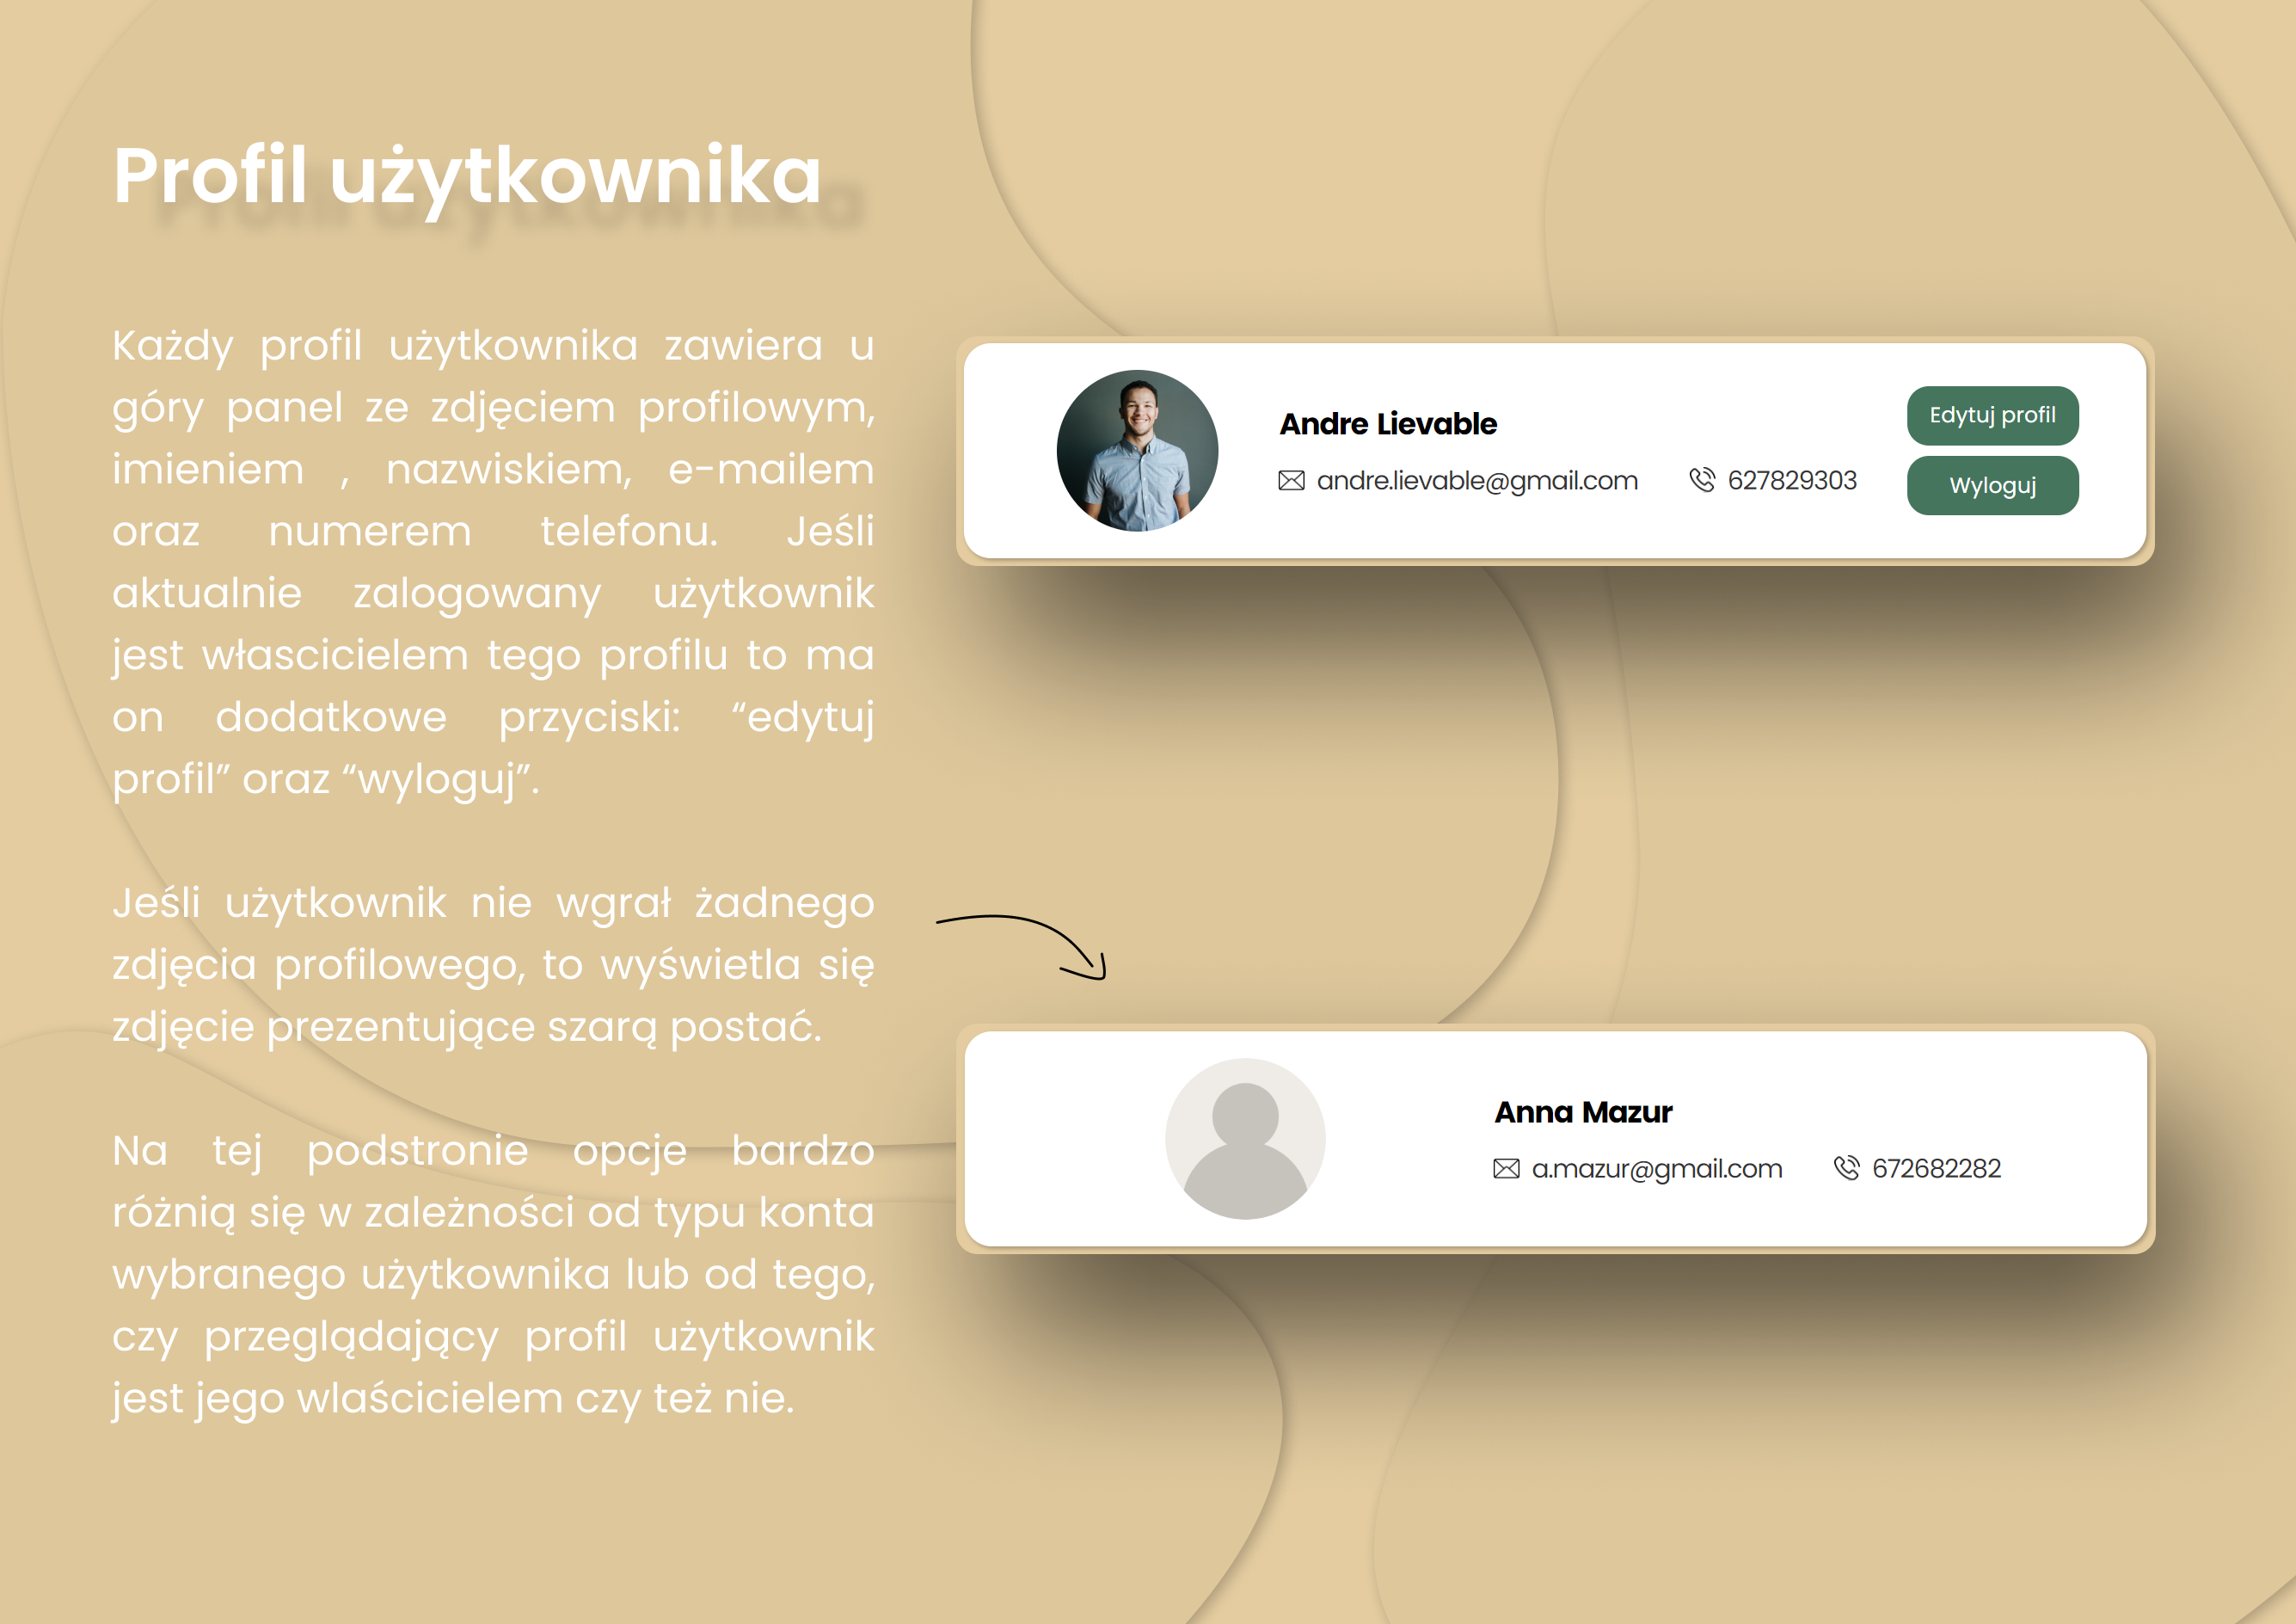 Profil użytkownika
Każdy profil użytkownika zawiera u
góry panel ze zdjęciem profilowym,
imieniem , nazwiskiem, e-mailem
oraz numerem telefonu. Jeśli
aktualnie zalogowany użytkownik
jest włascicielem tego profilu to ma
on dodatkowe przyciski: “edytuj
profil” oraz “wyloguj”.
Jeśli użytkownik nie wgrał żadnego
zdjęcia profilowego, to wyświetla się
zdjęcie prezentujące szarą postać.
Na tej podstronie opcje bardzo
różnią się w zależności od typu konta
wybranego użytkownika lub od tego,
czy przeglądający profil użytkownik
jest jego wlaścicielem czy też nie.
Andre Lievable
andre.lievable@gmail.com 627829303
Edytuj profil
Wyloguj
Anna Mazur
a.mazur@gmail.com 672682282